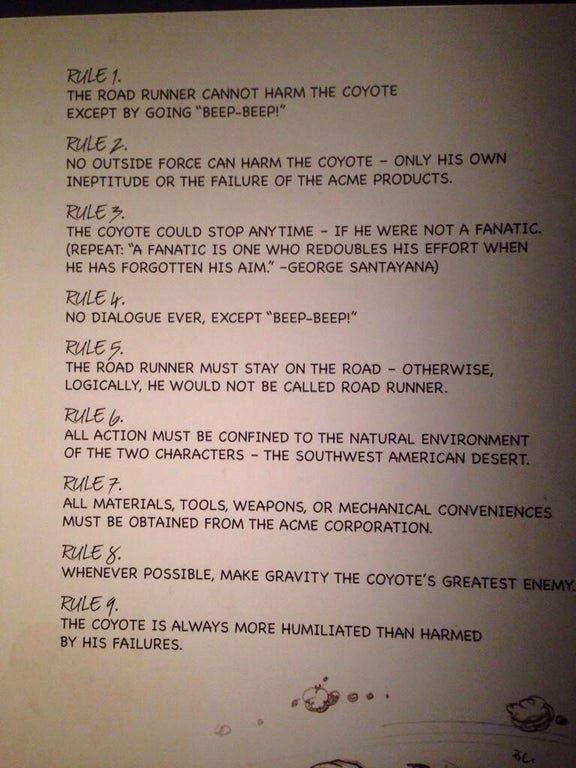 RULE 1.
THE ROAD RUNNER CANNOT HARM THE COYOTE
EXCEPT BY GOING "BEEP-BEEP!"
RULE 2.
NO OUTSIDE FORCE CAN HARM THE COYOTE – ONLY HIS OWN
INEPTITUDE OR THE FAILURE OF THE ACME PRODUCTS.
RULE 3.
THE COYOTE COULD STOP ANYTIME – IF HE WERE NOT A FANATIC.
(REPEAT: "A FANATIC IS ONE WHO REDOUBLES HIS EFFORT WHEN
HE HAS FORGOTTEN HIS AIM." –GEORGE SANTAYANA)
RULE 4.
NO DIALOGUE EVER, EXCEPT "BEEP-BEEP!"
RULE 5.
THE ROAD RUNNER MUST STAY ON THE ROAD – OTHERWISE,
LOGICALLY, HE WOULD NOT BE CALLED ROAD RUNNER.
RULE 6.
ALL ACTION MUST BE CONFINED TO THE NATURAL ENVIRONMENT
OF THE TWO CHARACTERS – THE SOUTHWEST AMERICAN DESERT.
RULE 7.
ALL MATERIALS, TOOLS, WEAPONS, OR MECHANICAL CONVENIENCES
MUST BE OBTAINED FROM THE ACME CORPORATION.
RULE 8.
WHENEVER POSSIBLE, MAKE GRAVITY THE COYOTE'S GREATEST ENEMY.
RULE 9.
THE COYOTE IS ALWAYS MORE HUMILIATED THAN HARMED
BY HIS FAILURES.